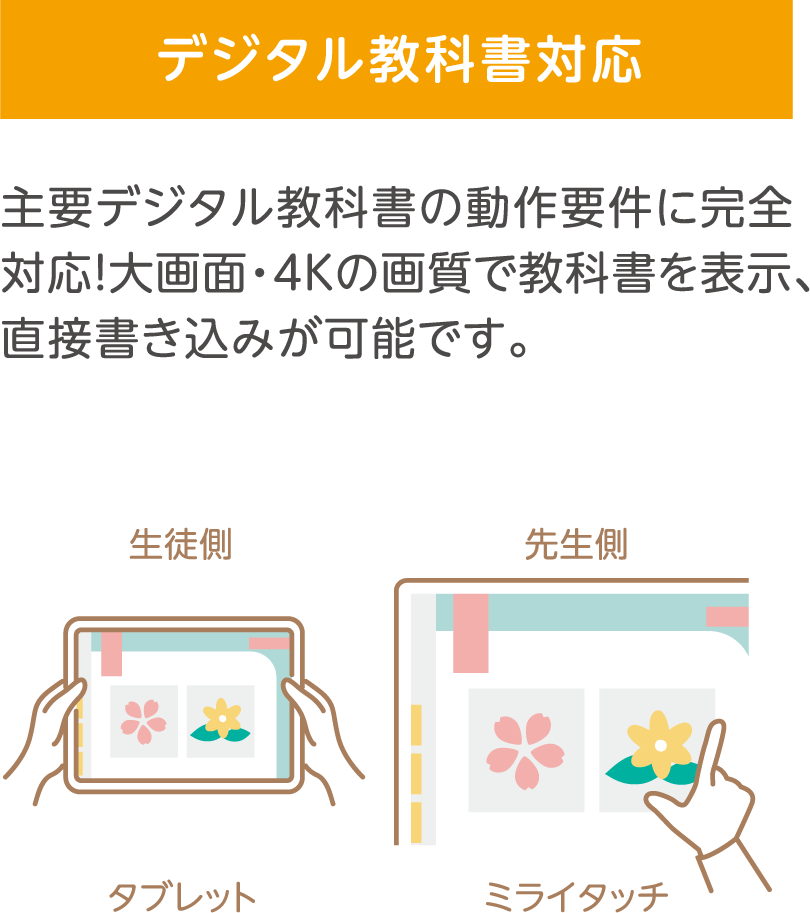 デジタル教科書対応
主要デジタル教科書の動作要件に完全
対応!大画面・4Kの画質で教科書を表示、
直接書き込みが可能です。
生徒側
先生側
タブレット
ミライタッチ